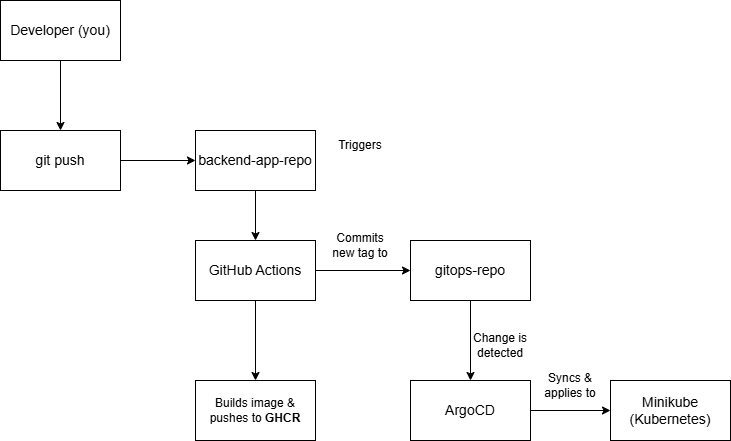 Developer (you)
git push
backend-app-repo
Triggers
GitHub Actions
Commits
new tag to
gitops-repo
Change is
detected
Builds image &
pushes to GHCR
ArgoCD
Syncs &
applies to
Minikube
(Kubernetes)